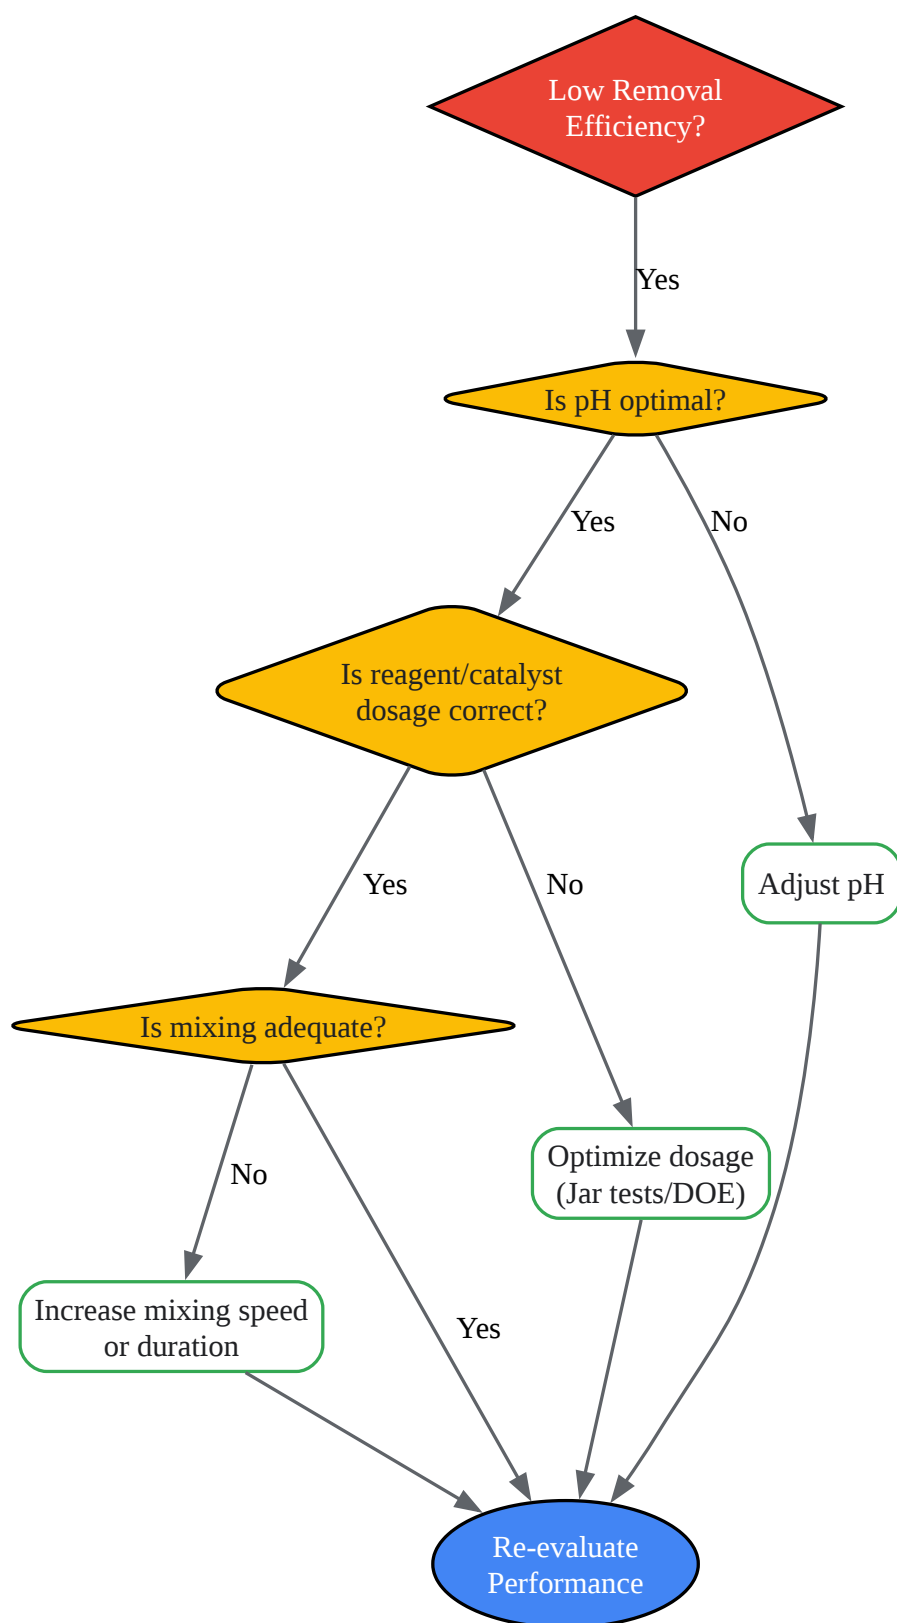 Low Removal
Efficiency?
Yes
Is pH optimal?
Yes
No
Is reagent/catalyst
dosage correct?
Yes
No
Adjust pH
Is mixing adequate?
Optimize dosage
(Jar tests/DOE)
No
Increase mixing speed
or duration
Yes
Re-evaluate
Performance